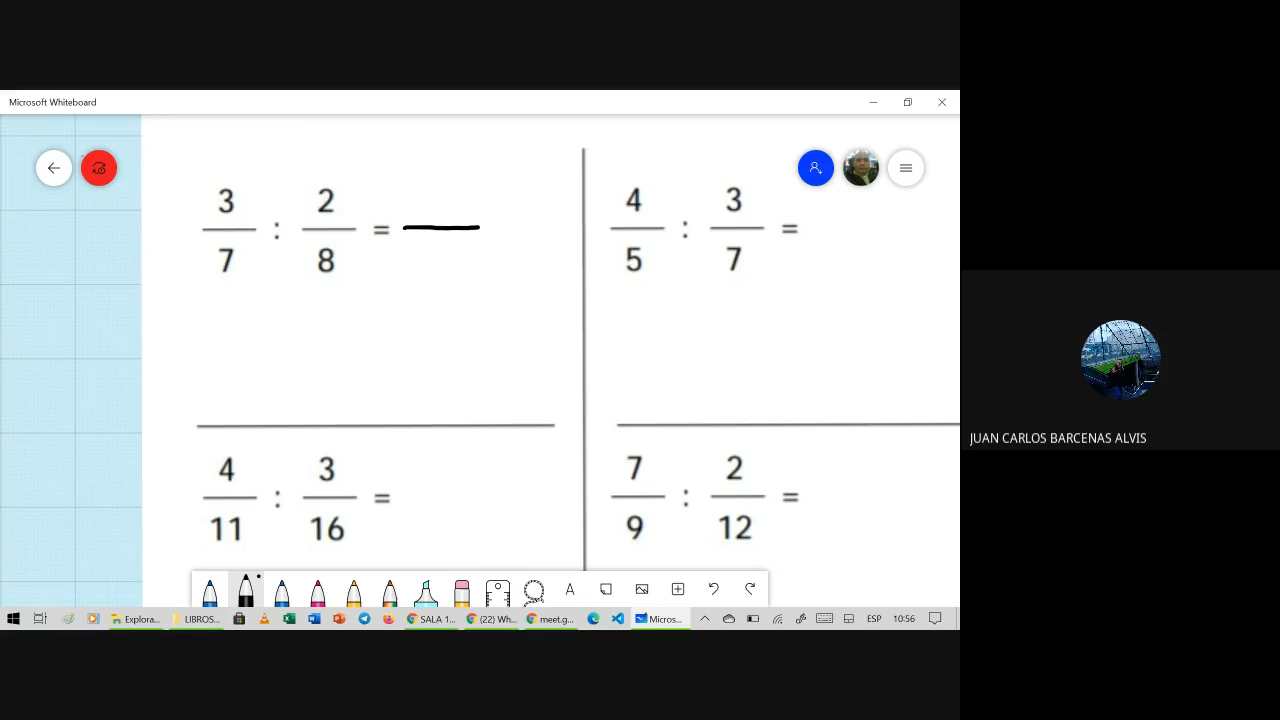 Microsoft Whiteboard
3/7 : 2/8 =
4/5 : 3/7 =
4/11 : 3/16 =
7/9 : 2/12 =
JUAN CARLOS BARCENAS ALVIS
A
Explora...
LIBROS...
SALA 1...
(22) Wh...
meet.g...
Micros...
ESP
10:56